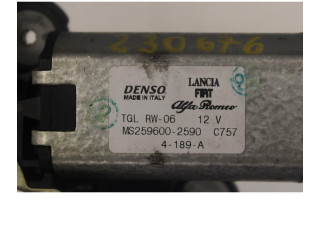 230676
DENSO
MADE IN ITALY
LANCIA
FIAT
Alfa Romeo
TGL RW-06 12 V
MS259600-2590 C757
4-189-A